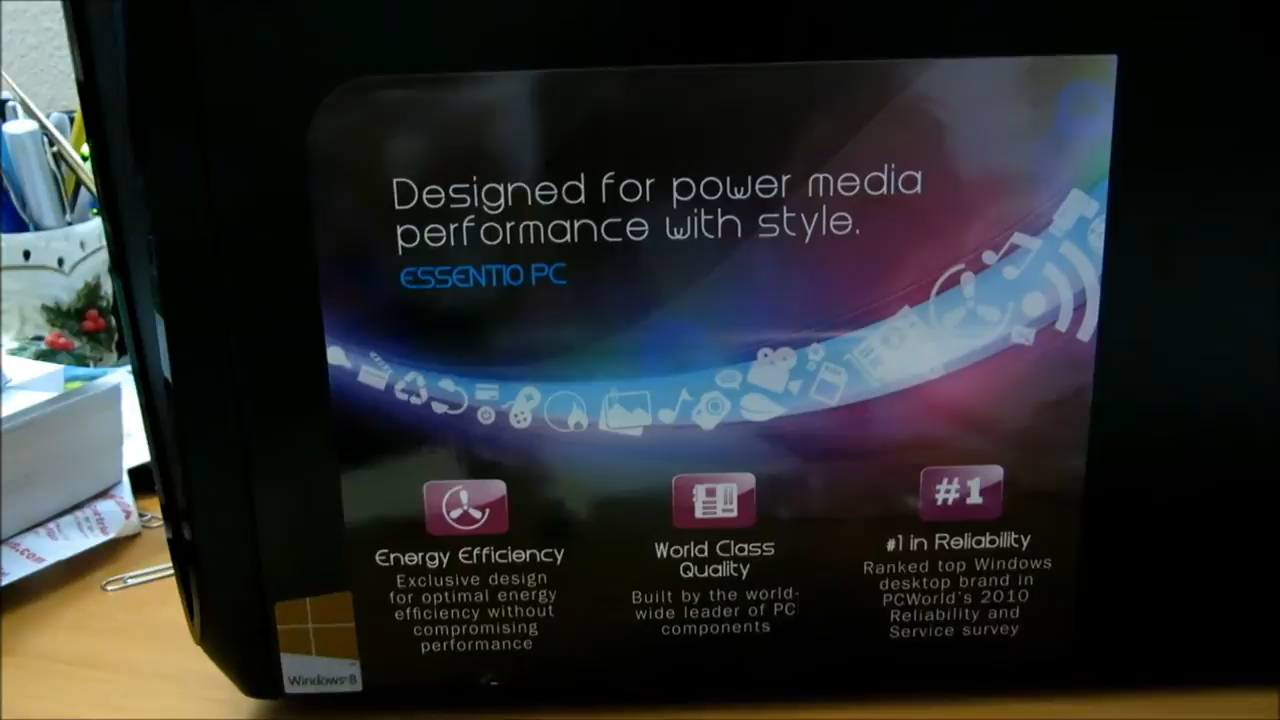 Designed for power media
performance with style.
ESSENTIO PC
#1
Energy Efficiency
Exclusive design
for optimal energy
efficiency without
compromising
performance
World Class
Quality
Built by the world-
wide leader of PC
components
#1 in Reliability
Ranked top Windows
desktop brand in
PCWorld's 2010
Reliability and
Service survey
Windows 8
.com